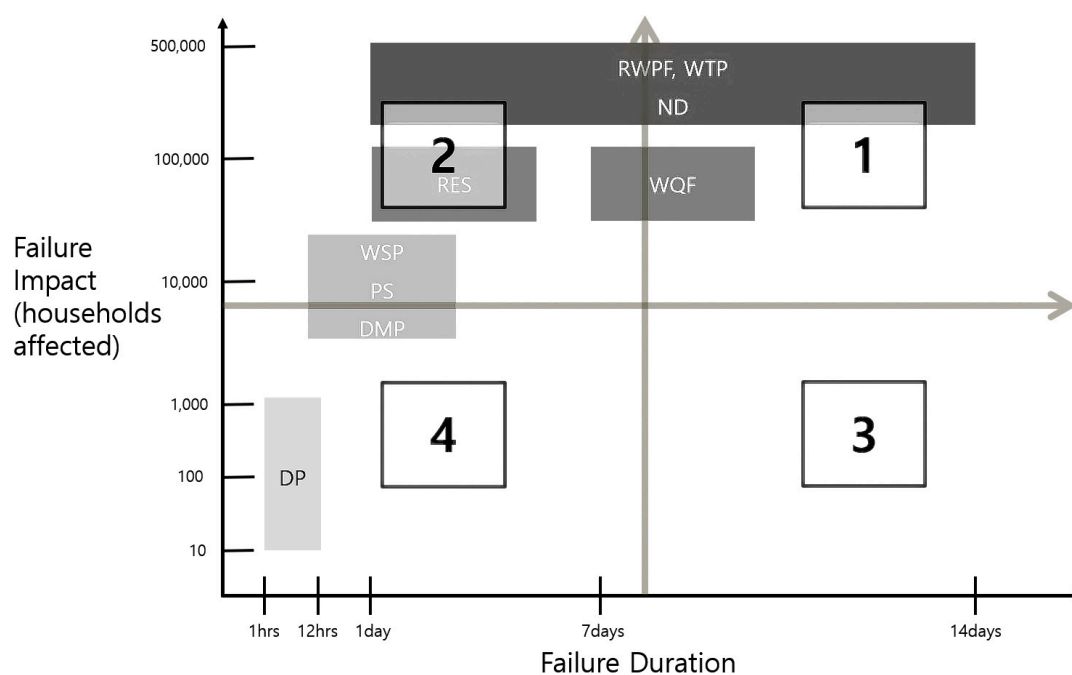 500,000
RWPF, WTP
ND
2
1
100,000
RES
WQF
Failure
Impact
(households
affected)
10,000
WSP
PS
DMP
1,000
4
3
100
DP
10
1hrs
12hrs
1day
7days
14days
Failure Duration